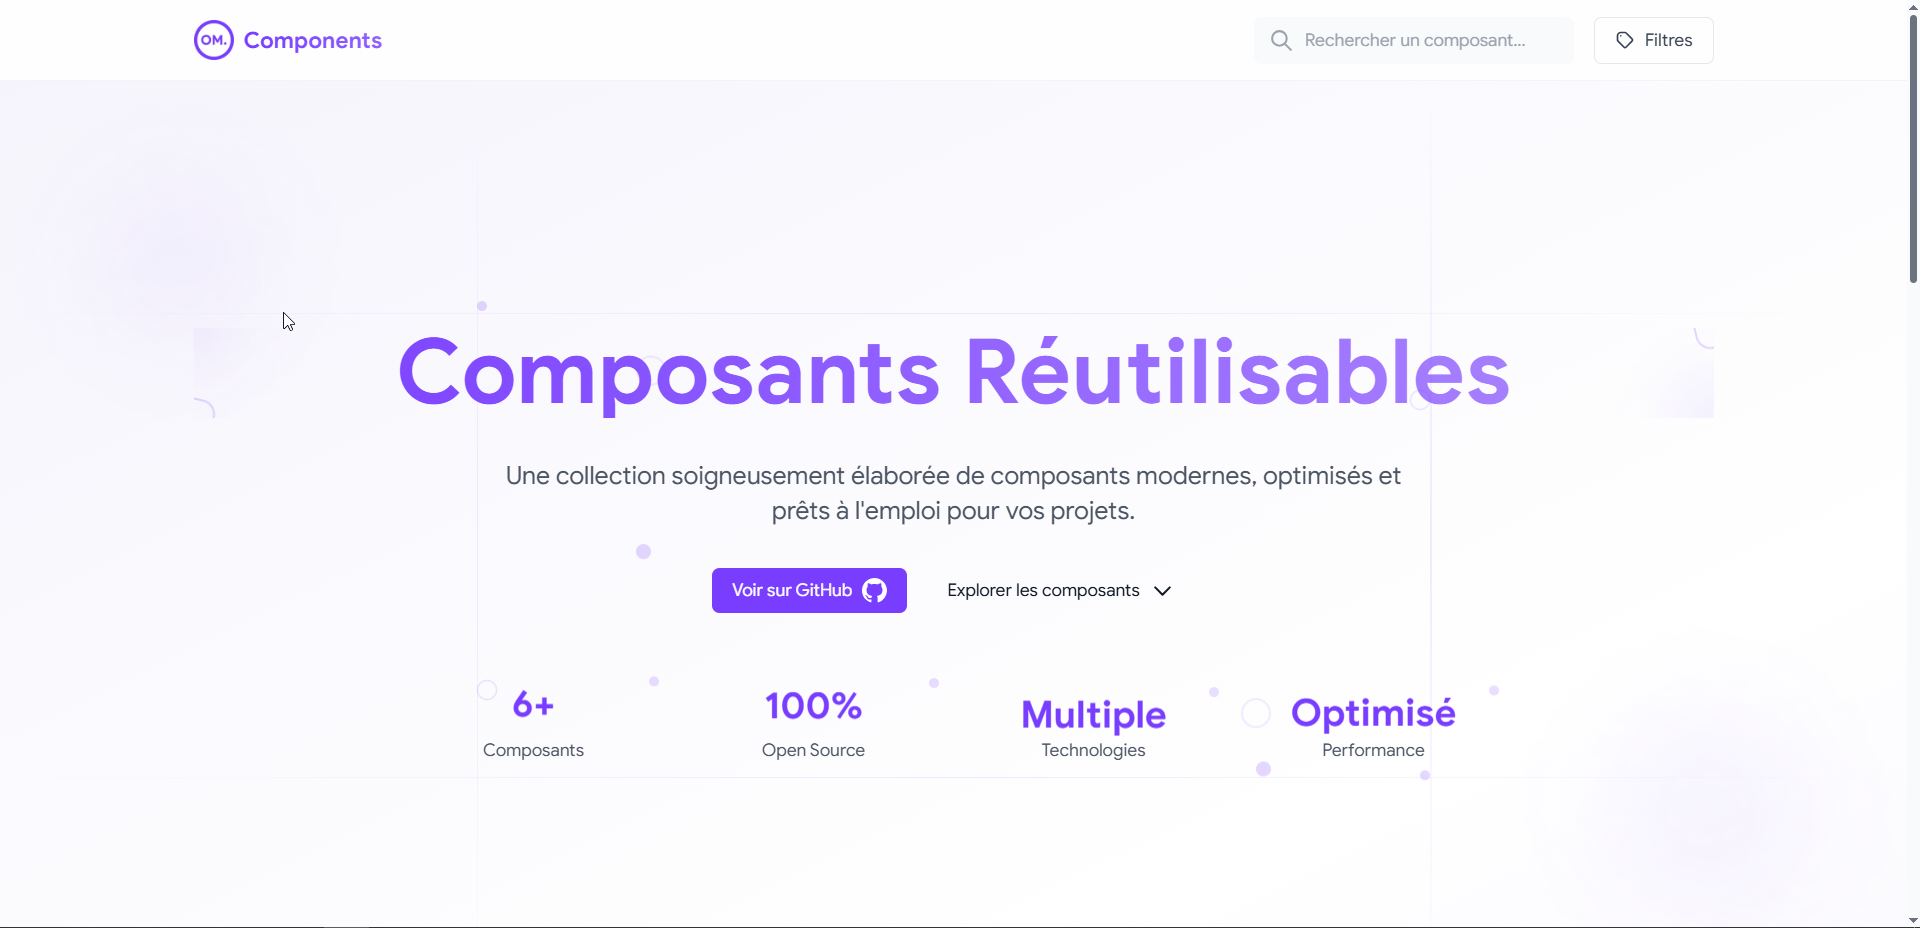 OM. Components
Rechercher un composant...
Filtres
Composants Réutilisables
Une collection soigneusement élaborée de composants modernes, optimisés et
prêts à l'emploi pour vos projets.
Voir sur GitHub
Explorer les composants
6+
Composants
100%
Open Source
Multiple
Technologies
Optimisé
Performance